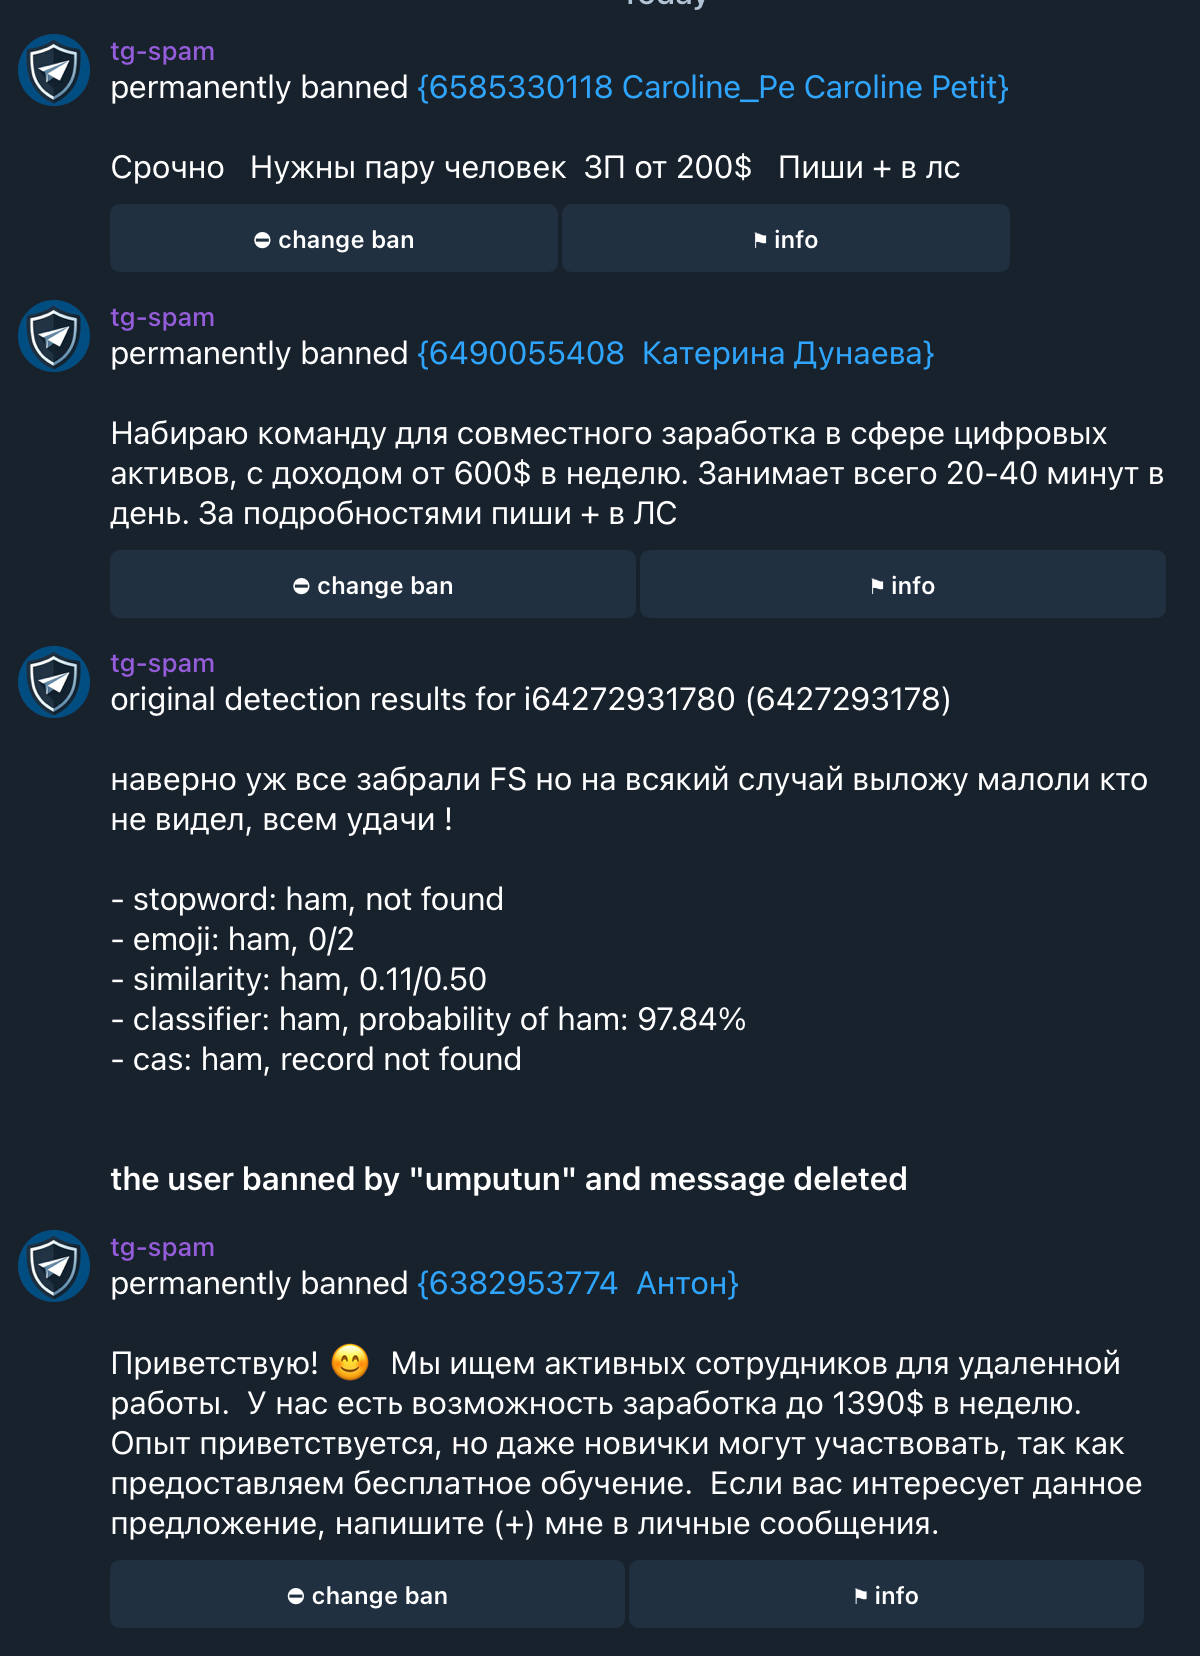 Today
tg-spam
permanently banned {6585330118 Caroline_Pe Caroline Petit}
Срочно Нужны пару человек ЗП от 200$ Пиши + в лс
change ban
info
tg-spam
permanently banned {6490055408 Катерина Дунаева}
Набираю команду для совместного заработка в сфере цифровых
активов, с доходом от 600$ в неделю. Занимает всего 20-40 минут в
день. За подробностями пиши + в ЛС
change ban
info
tg-spam
original detection results for i64272931780 (6427293178)
наверно уж все забрали FS но на всякий случай выложу малоли кто
не видел, всем удачи !
- stopword: ham, not found
- emoji: ham, 0/2
- similarity: ham, 0.11/0.50
- classifier: ham, probability of ham: 97.84%
- cas: ham, record not found
the user banned by "umputun" and message deleted
tg-spam
permanently banned {6382953774 Антон}
Приветствую! 😊 Мы ищем активных сотрудников для удаленной
работы. У нас есть возможность заработка до 1390$ в неделю.
Опыт приветствуется, но даже новички могут участвовать, так как
предоставляем бесплатное обучение. Если вас интересует данное
предложение, напишите (+) мне в личные сообщения.
change ban
info